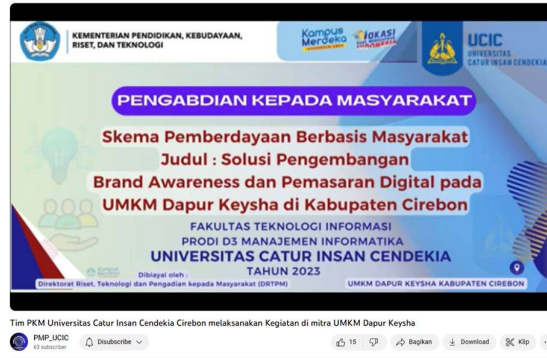 KEMENTERIAN PENDIDIKAN, KEBUDAYAAN,
RISET, DAN TEKNOLOGI
Kampus
Merdeka
UCIC
UNIVERSITAS
CATUR INSAN CENDEKIA
PENGABDIAN KEPADA MASYARAKAT
Skema Pemberdayaan Berbasis Masyarakat
Judul : Solusi Pengembangan
Brand Awareness dan Pemasaran Digital pada
UMKM Dapur Keysha di Kabupaten Cirebon
FAKULTAS TEKNOLOGI INFORMASI
PRODI D3 MANAJEMEN INFORMATIKA
UNIVERSITAS CATUR INSAN CENDEKIA
TAHUN 2023
Dibiayai oleh :
Direktorat Riset, Teknologi dan Pengadian kepada Masyarakat (DRTPM)
UMKM DAPUR KEYSHA KABUPATEN CIREBON
Tim PKM Universitas Catur Insan Cendekia Cirebon melaksanakan Kegiatan di mitra UMKM Dapur Keysha
PMP_UCIC
63 subscriber
Disubscribe
15
Bagikan
Download
Klip